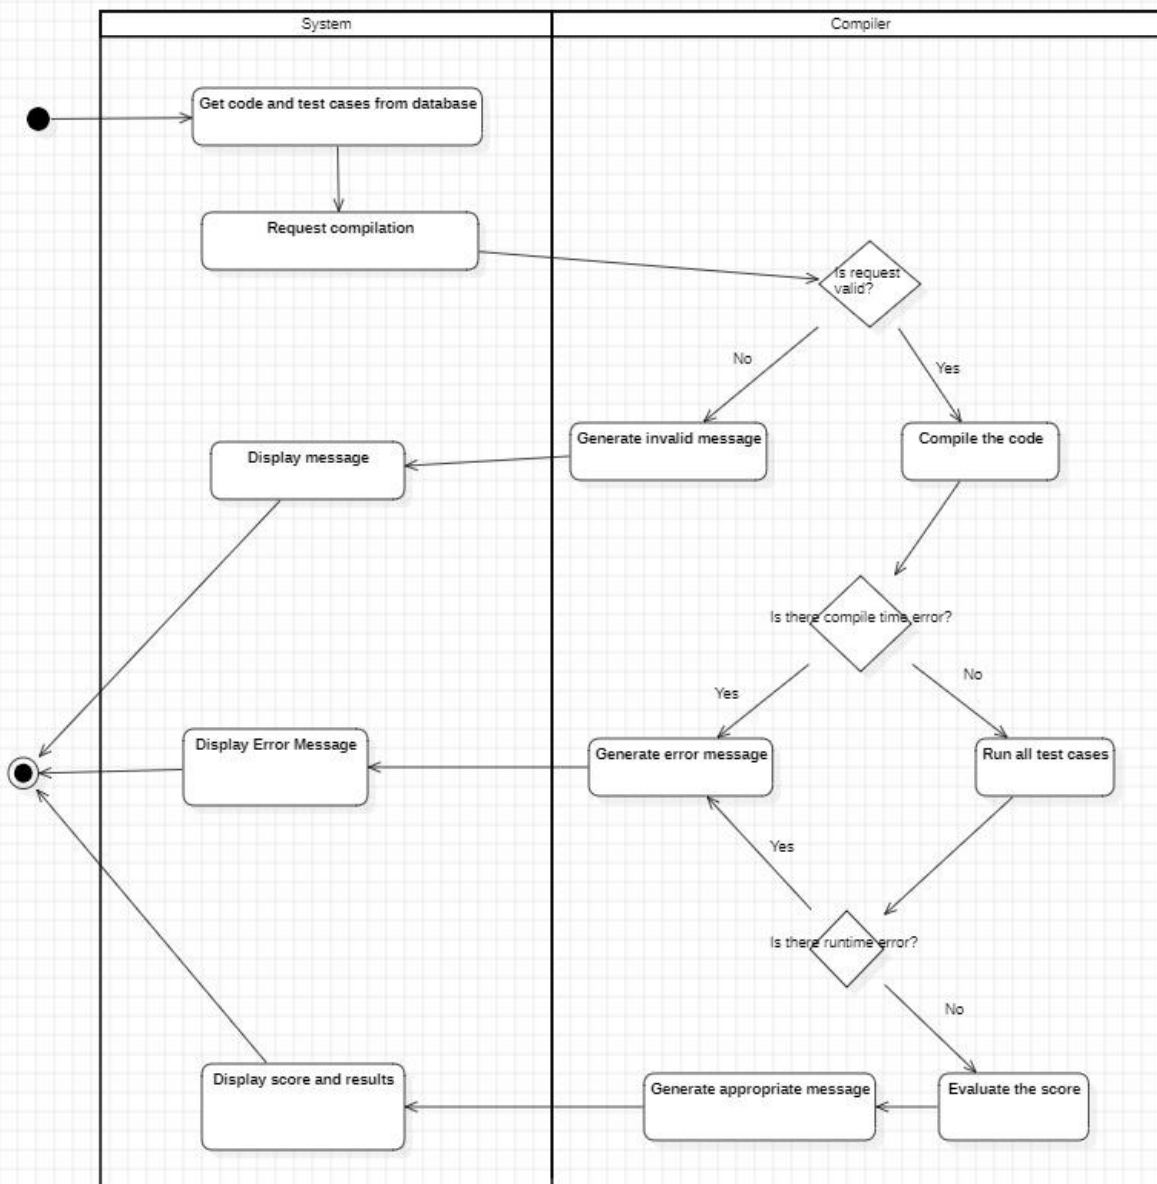 System
Compiler
Get code and test cases from database
Request compilation
Is request
valid?
No
Yes
Generate invalid message
Compile the code
Display message
Is there compile time error?
Yes
No
Display Error Message
Generate error message
Run all test cases
Yes
Is there runtime error?
No
Display score and results
Generate appropriate message
Evaluate the score